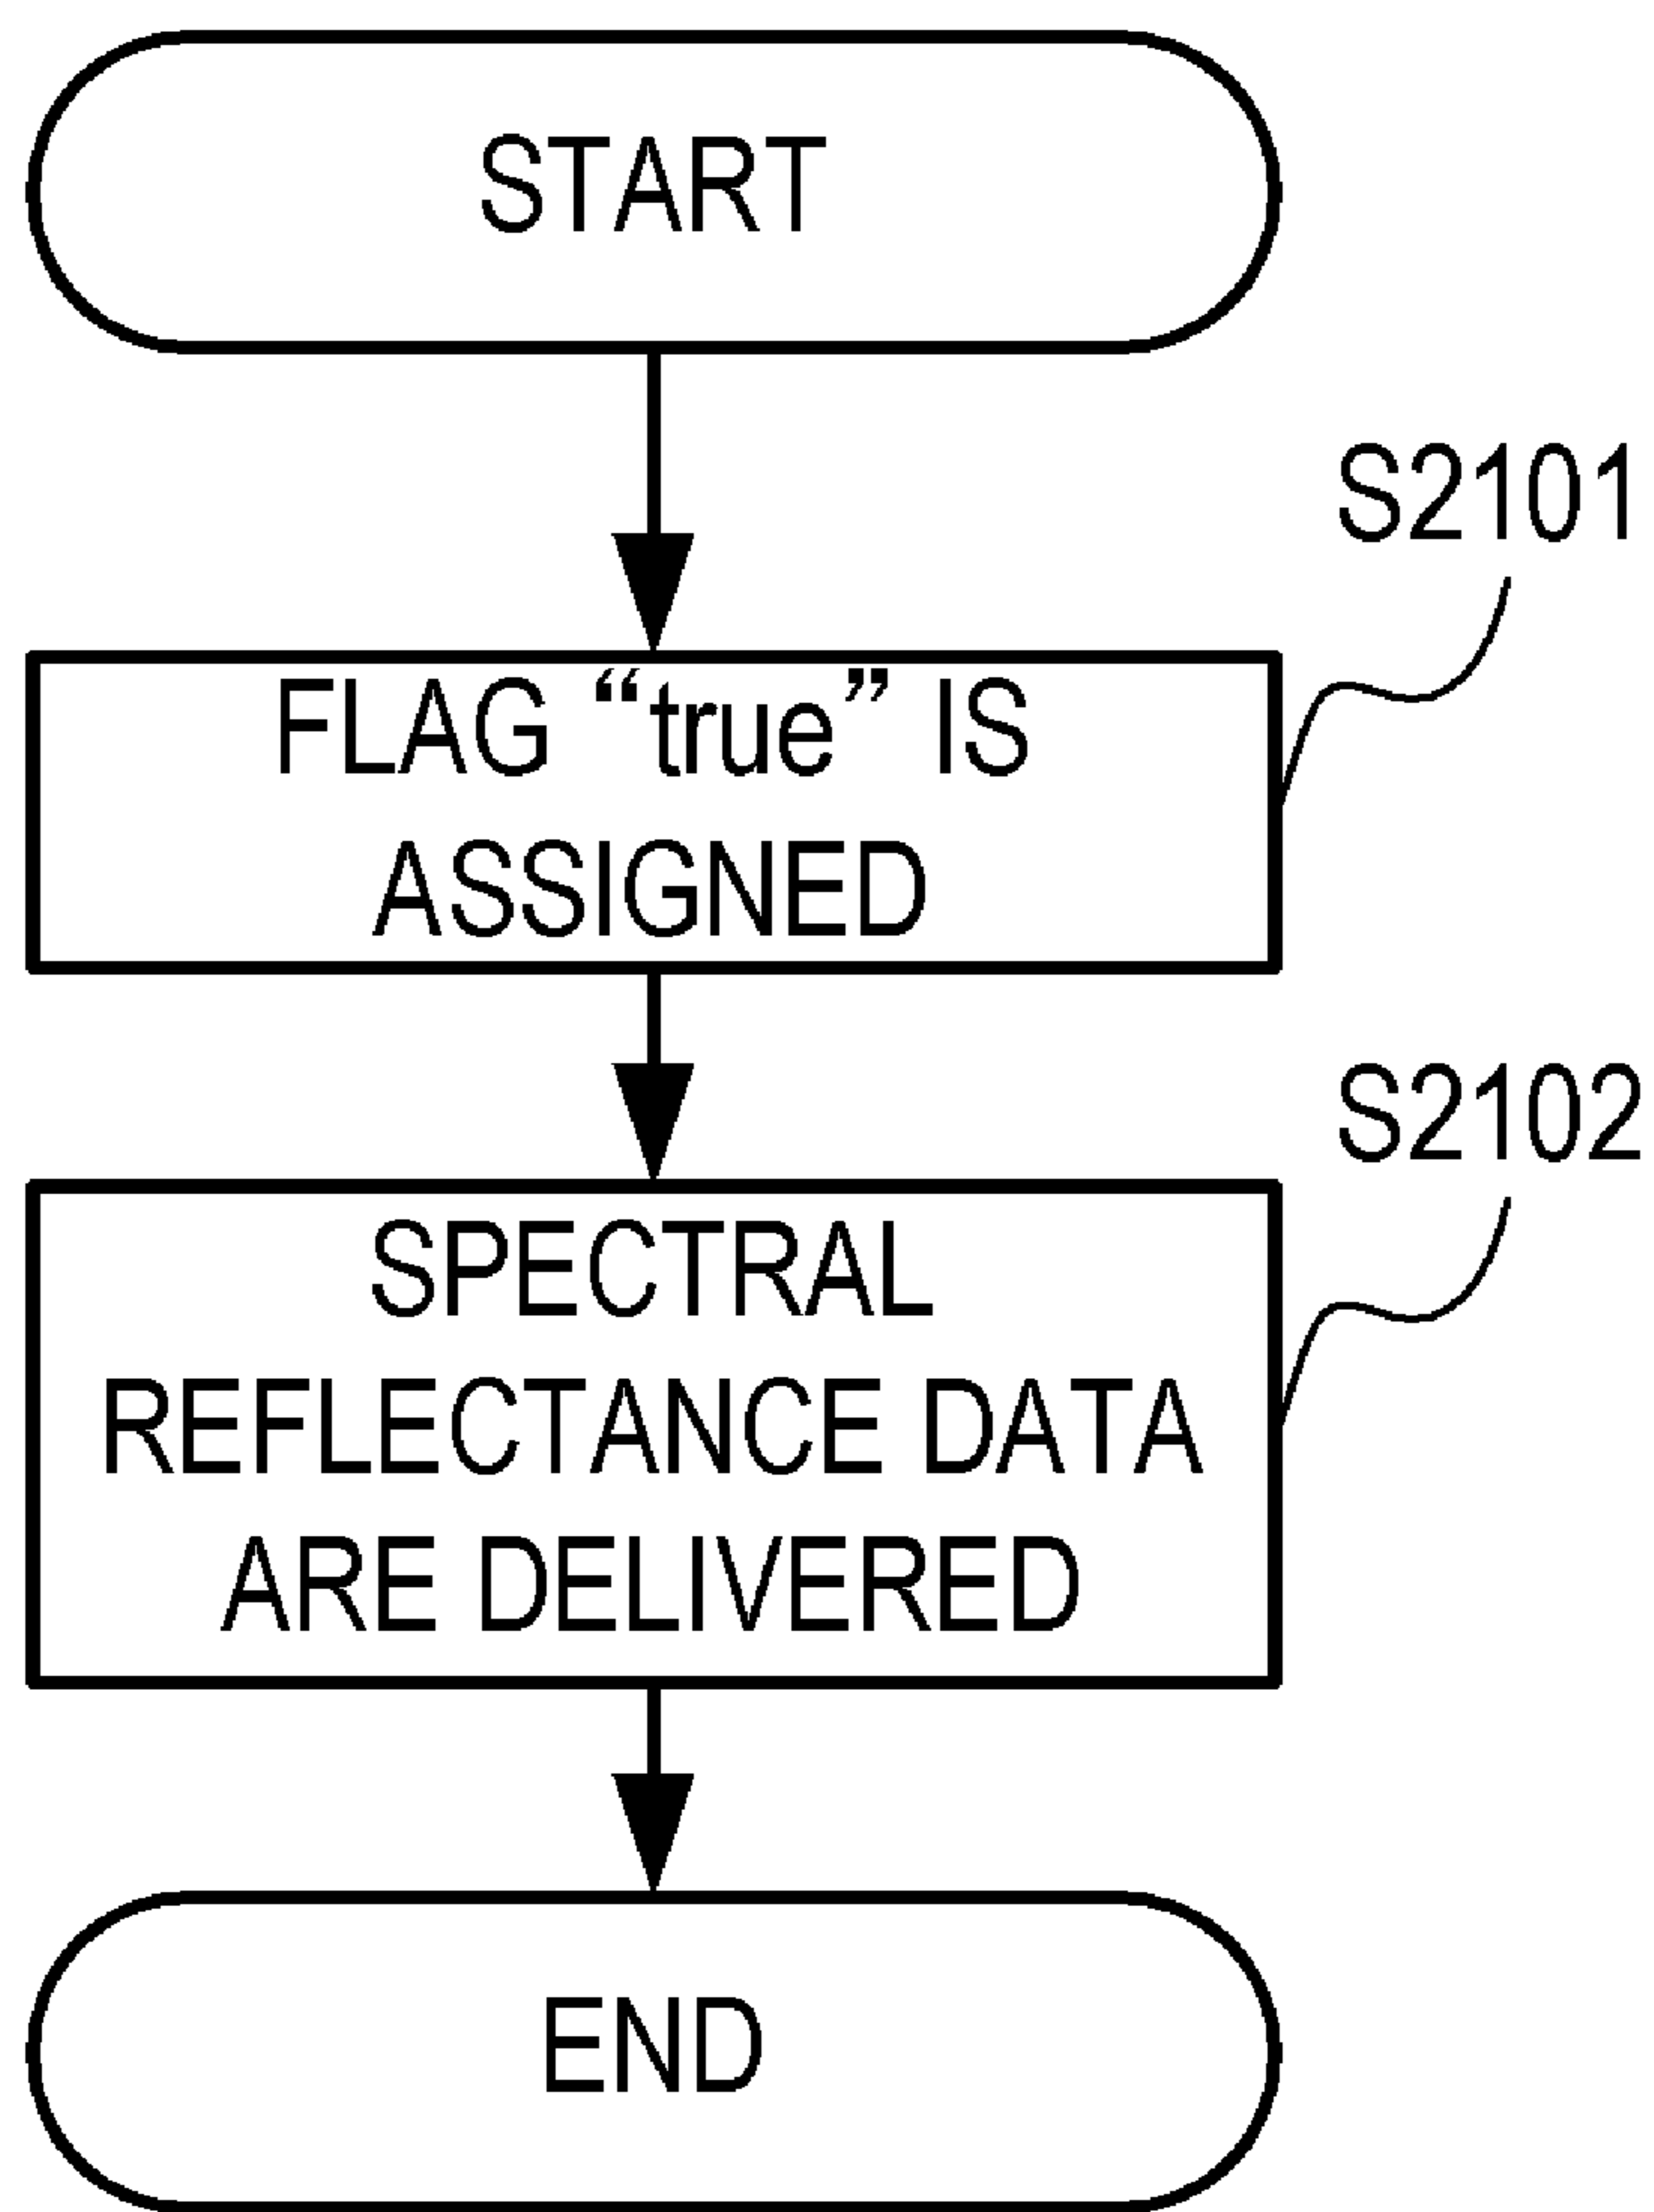 START
S2101
FLAG “true” IS
ASSIGNED
S2102
SPECTRAL
REFLECTANCE DATA
ARE DELIVERED
END